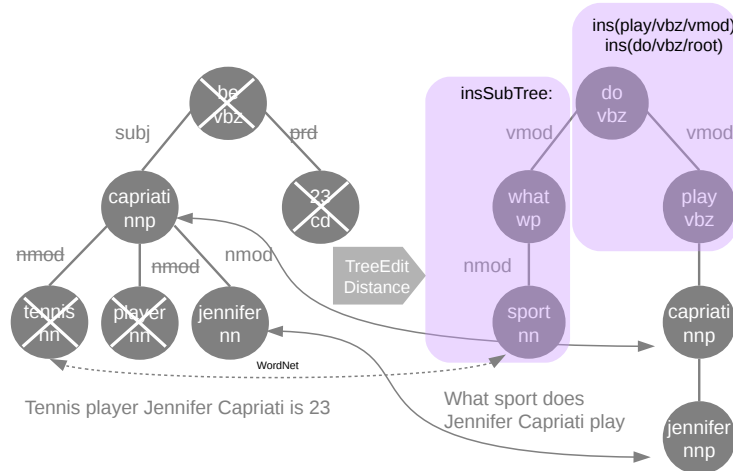 ins(play/vbz/vmod)
ins(do/vbz/root)
insSubTree:
be
vbz
do
vbz
subj
prd
vmod
vmod
capriati
nnp
23
cd
what
wp
play
vbz
nmod
nmod
nmod
TreeEdit
Distance
nmod
tennis
nn
player
nn
jennifer
nn
sport
nn
capriati
nnp
WordNet
Tennis player Jennifer Capriati is 23
What sport does
Jennifer Capriati play
jennifer
nnp